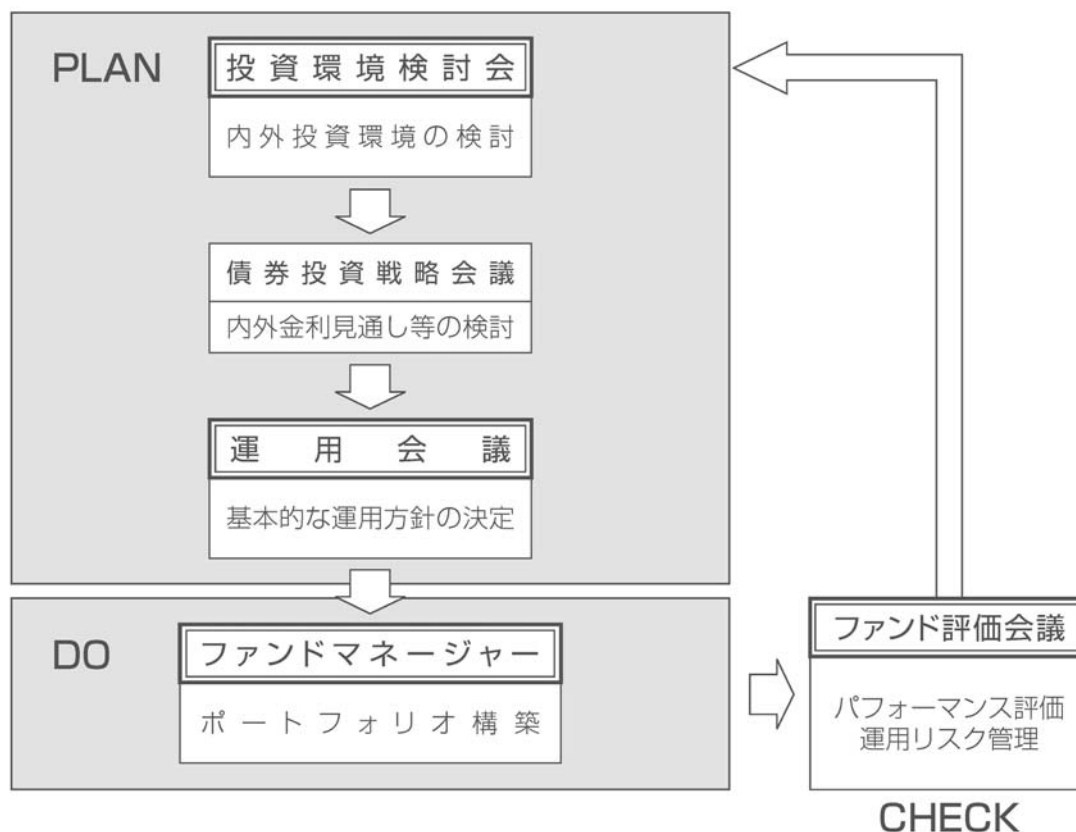 PLAN
投資環境検討会
内外投資環境の検討
債券投資戦略会議
内外金利見通し等の検討
運用会議
基本的な運用方針の決定
DO
ファンドマネージャー
ポートフォリオ構築
ファンド評価会議
パフォーマンス評価
運用リスク管理
CHECK